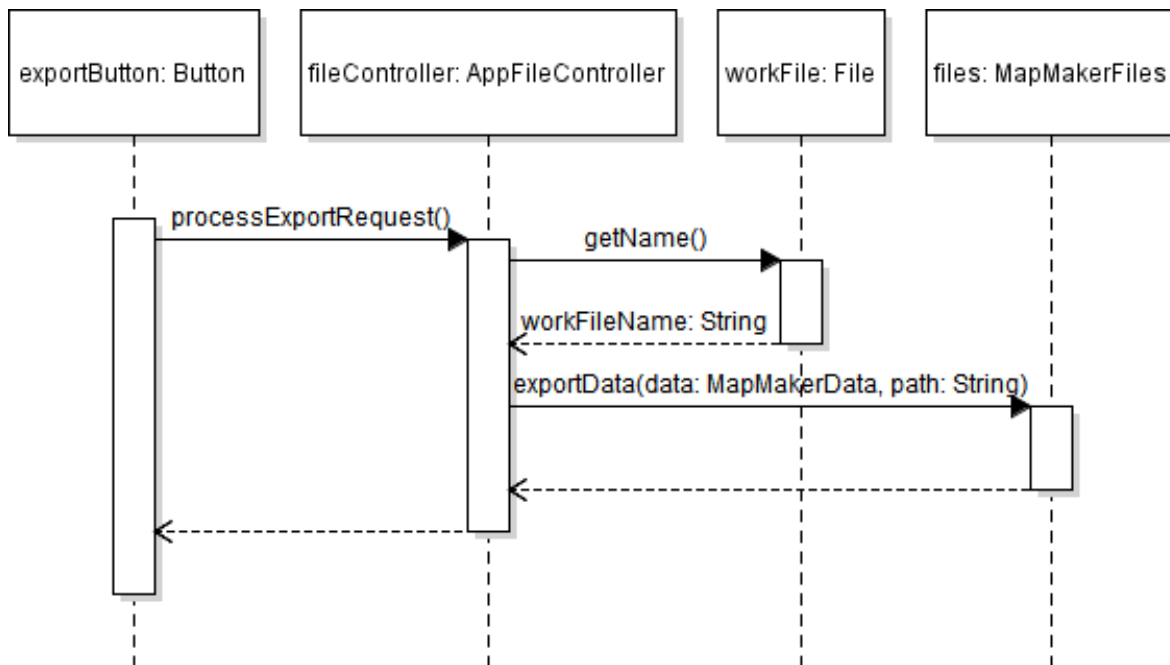 exportButton: Button
fileController: AppFileController
workFile: File
files: MapMakerFiles
processExportRequest()
getName()
workFileName: String
exportData(data: MapMakerData, path: String)